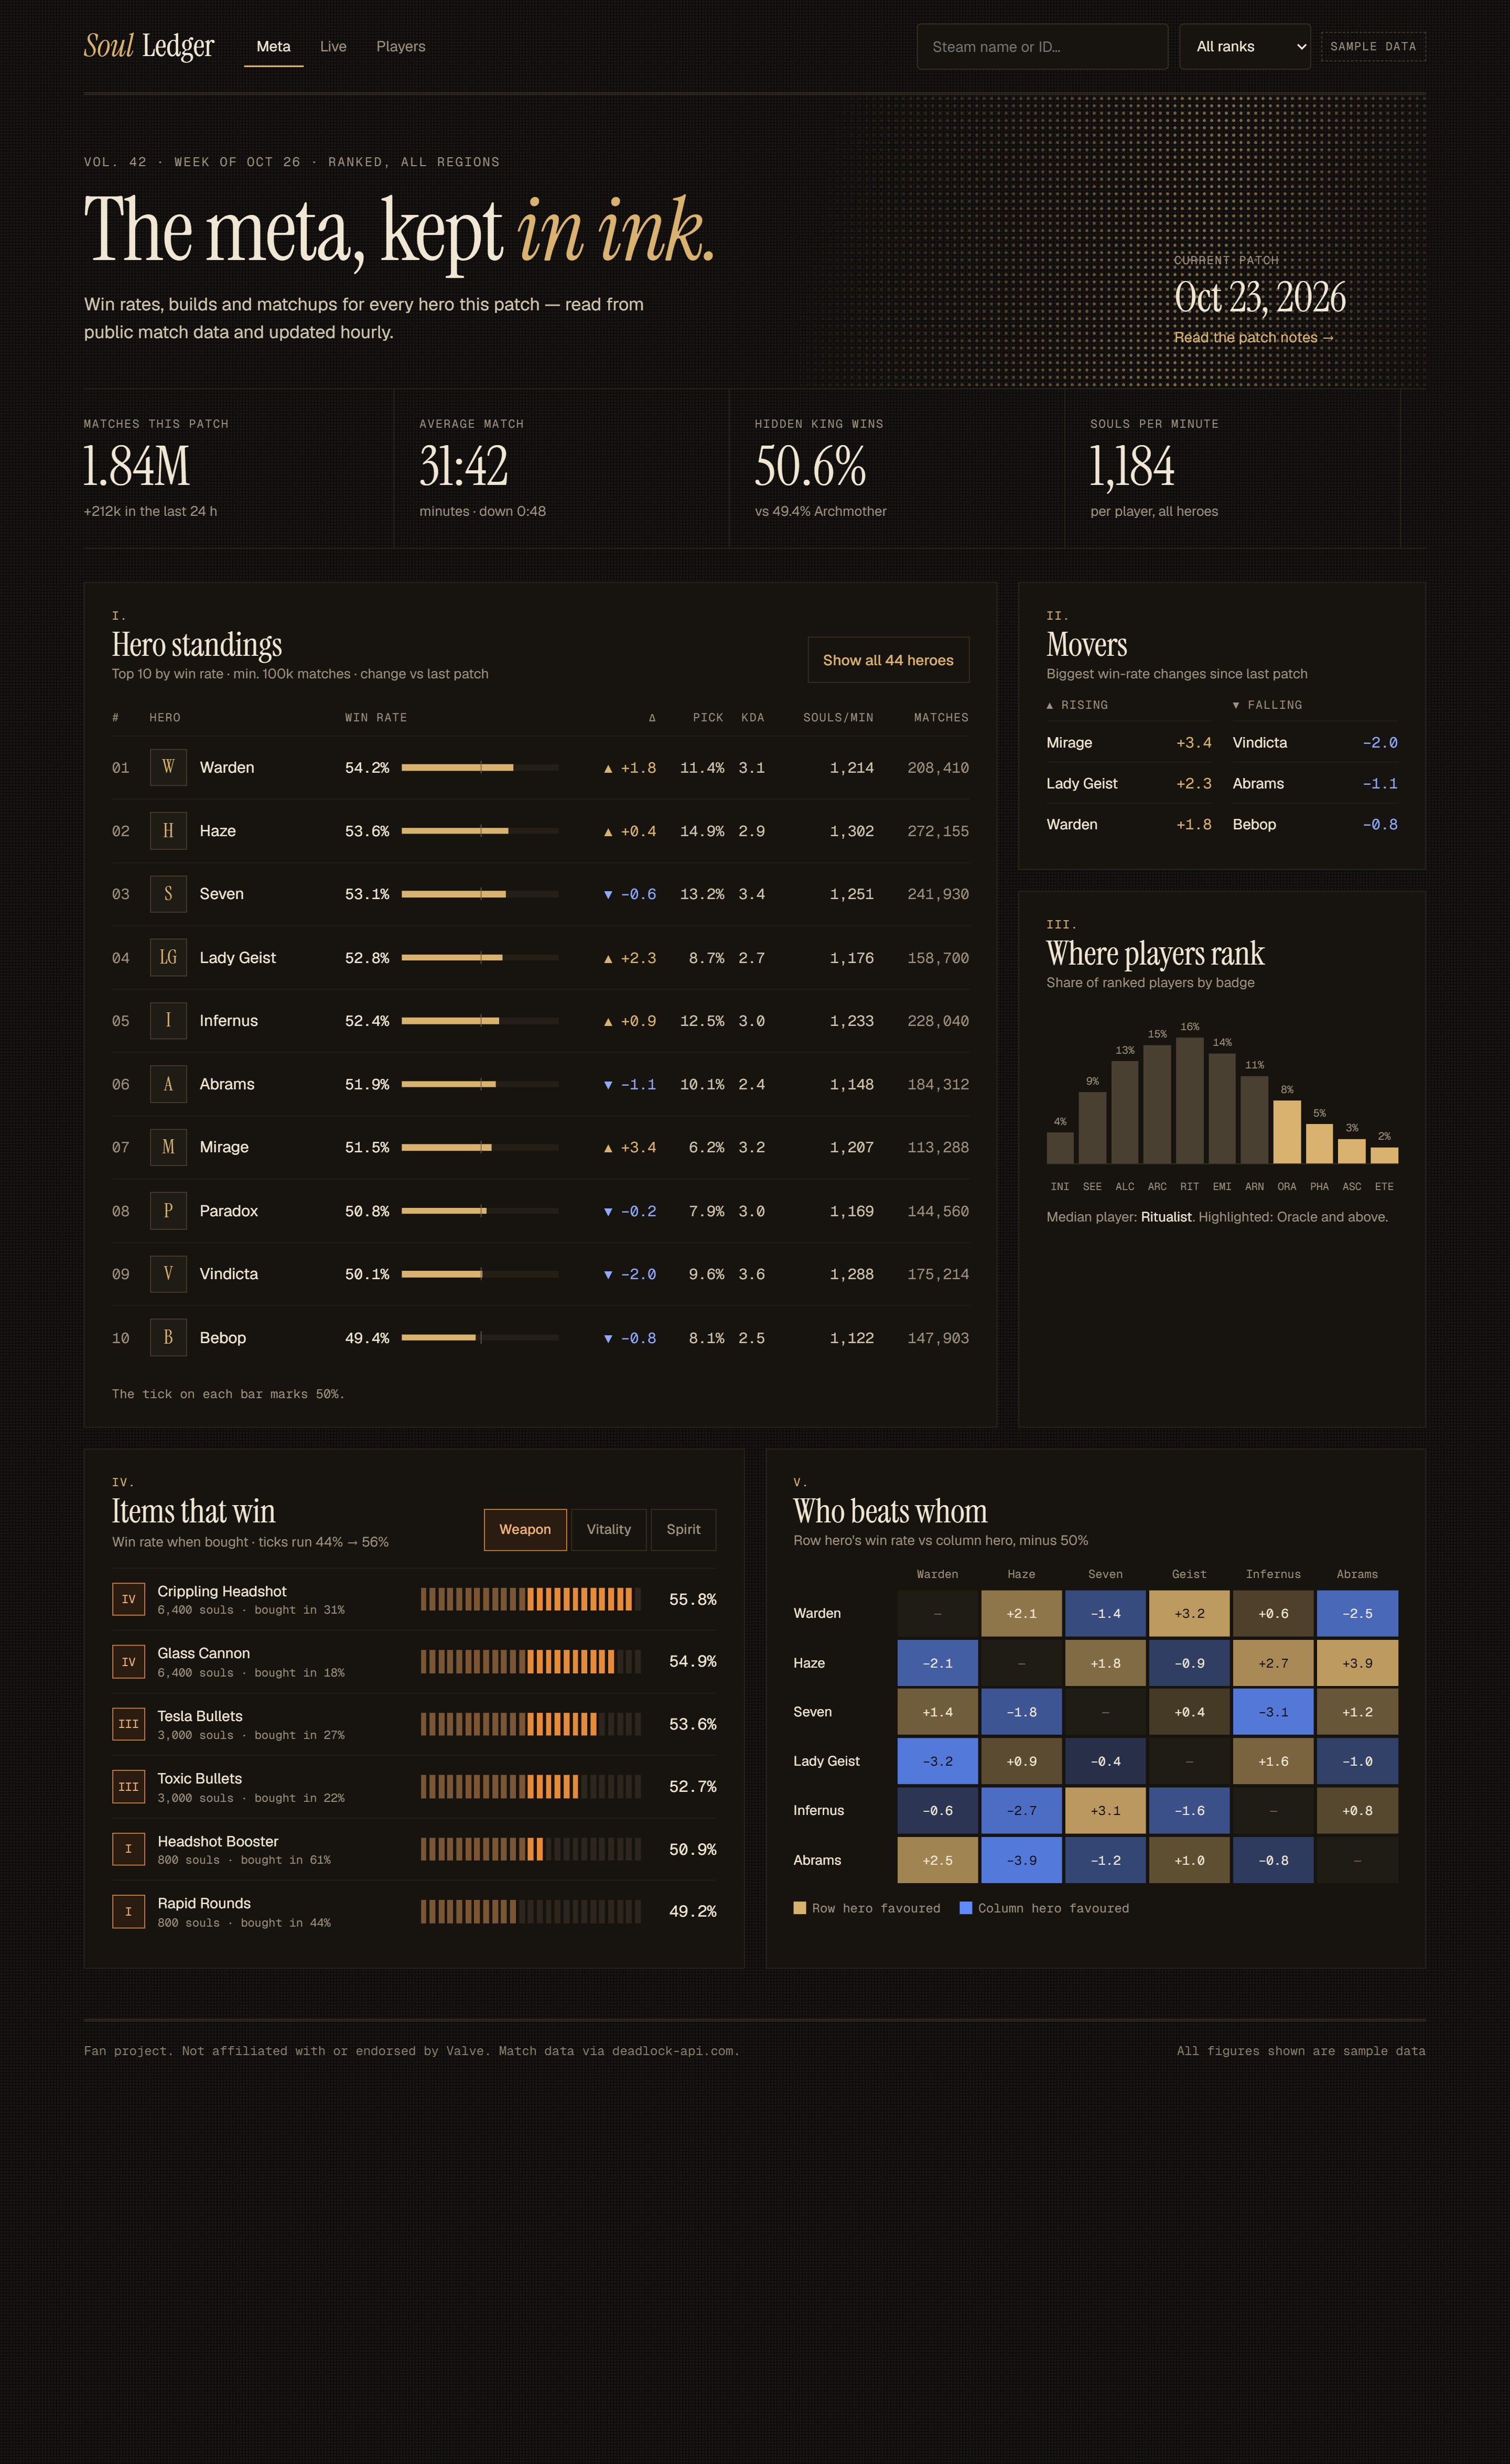 Soul Ledger Meta Live Players Steam name or ID… All ranks SAMPLE DATA
VOL. 42 · WEEK OF OCT 26 · RANKED, ALL REGIONS
The meta, kept in ink.
Win rates, builds and matchups for every hero this patch — read from
public match data and updated hourly.
CURRENT PATCH
Oct 23, 2026
Read the patch notes →
MATCHES THIS PATCH
1.84M
+212k in the last 24 h
AVERAGE MATCH
31:42
minutes · down 0:48
HIDDEN KING WINS
50.6%
vs 49.4% Archmother
SOULS PER MINUTE
1,184
per player, all heroes
I.
Hero standings
Top 10 by win rate · min. 100k matches · change vs last patch
Show all 44 heroes
# HERO WIN RATE Δ PICK KDA SOULS/MIN MATCHES
01 W Warden 54.2% ▲ +1.8 11.4% 3.1 1,214 208,410
02 H Haze 53.6% ▲ +0.4 14.9% 2.9 1,302 272,155
03 S Seven 53.1% ▼ −0.6 13.2% 3.4 1,251 241,930
04 LG Lady Geist 52.8% ▲ +2.3 8.7% 2.7 1,176 158,700
05 I Infernus 52.4% ▲ +0.9 12.5% 3.0 1,233 228,040
06 A Abrams 51.9% ▼ −1.1 10.1% 2.4 1,148 184,312
07 M Mirage 51.5% ▲ +3.4 6.2% 3.2 1,207 113,288
08 P Paradox 50.8% ▼ −0.2 7.9% 3.0 1,169 144,560
09 V Vindicta 50.1% ▼ −2.0 9.6% 3.6 1,288 175,214
10 B Bebop 49.4% ▼ −0.8 8.1% 2.5 1,122 147,903
The tick on each bar marks 50%.
II.
Movers
Biggest win-rate changes since last patch
▲ RISING ▼ FALLING
Mirage +3.4 Vindicta −2.0
Lady Geist +2.3 Abrams −1.1
Warden +1.8 Bebop −0.8
III.
Where players rank
Share of ranked players by badge
4% 9% 13% 15% 16% 14% 11% 8% 5% 3% 2%
INI SEE ALC ARC RIT EMI ARN ORA PHA ASC ETE
Median player: Ritualist. Highlighted: Oracle and above.
IV.
Items that win
Win rate when bought · ticks run 44% → 56%
Weapon Vitality Spirit
IV Crippling Headshot 55.8%
6,400 souls · bought in 31%
IV Glass Cannon 54.9%
6,400 souls · bought in 18%
III Tesla Bullets 53.6%
3,000 souls · bought in 27%
III Toxic Bullets 52.7%
3,000 souls · bought in 22%
I Headshot Booster 50.9%
800 souls · bought in 61%
I Rapid Rounds 49.2%
800 souls · bought in 44%
V.
Who beats whom
Row hero's win rate vs column hero, minus 50%
Warden Haze Seven Geist Infernus Abrams
Warden — +2.1 −1.4 +3.2 +0.6 −2.5
Haze −2.1 — +1.8 −0.9 +2.7 +3.9
Seven +1.4 −1.8 — +0.4 −3.1 +1.2
Lady Geist −3.2 +0.9 −0.4 — +1.6 −1.0
Infernus −0.6 −2.7 +3.1 −1.6 — +0.8
Abrams +2.5 −3.9 −1.2 +1.0 −0.8 —
Row hero favoured Column hero favoured
Fan project. Not affiliated with or endorsed by Valve. Match data via deadlock-api.com.
All figures shown are sample data